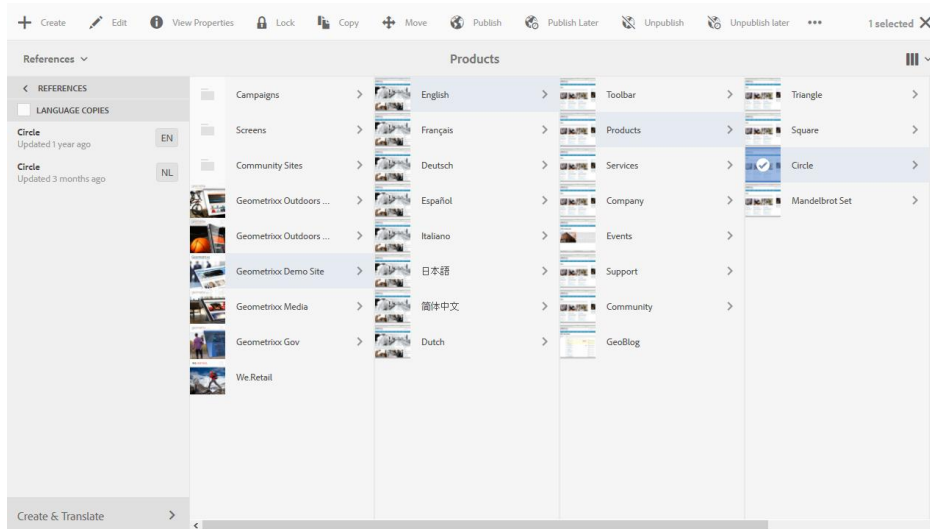 Create Edit View Properties Lock Copy Move Publish Publish Later Unpublish Unpublish later 1 selected
References Products
REFERENCES
LANGUAGE COPIES
Circle
Updated 1 year ago
EN
Circle
Updated 3 months ago
NL
Create & Translate
Campaigns
Screens
Community Sites
Geometrixx Outdoors ...
Geometrixx Outdoors ...
Geometrixx Demo Site
Geometrixx Media
Geometrixx Gov
We.Retail
English
Français
Deutsch
Español
Italiano
日本語
简体中文
Dutch
Toolbar
Products
Services
Company
Events
Support
Community
GeoBlog
Triangle
Square
Circle
Mandelbrot Set